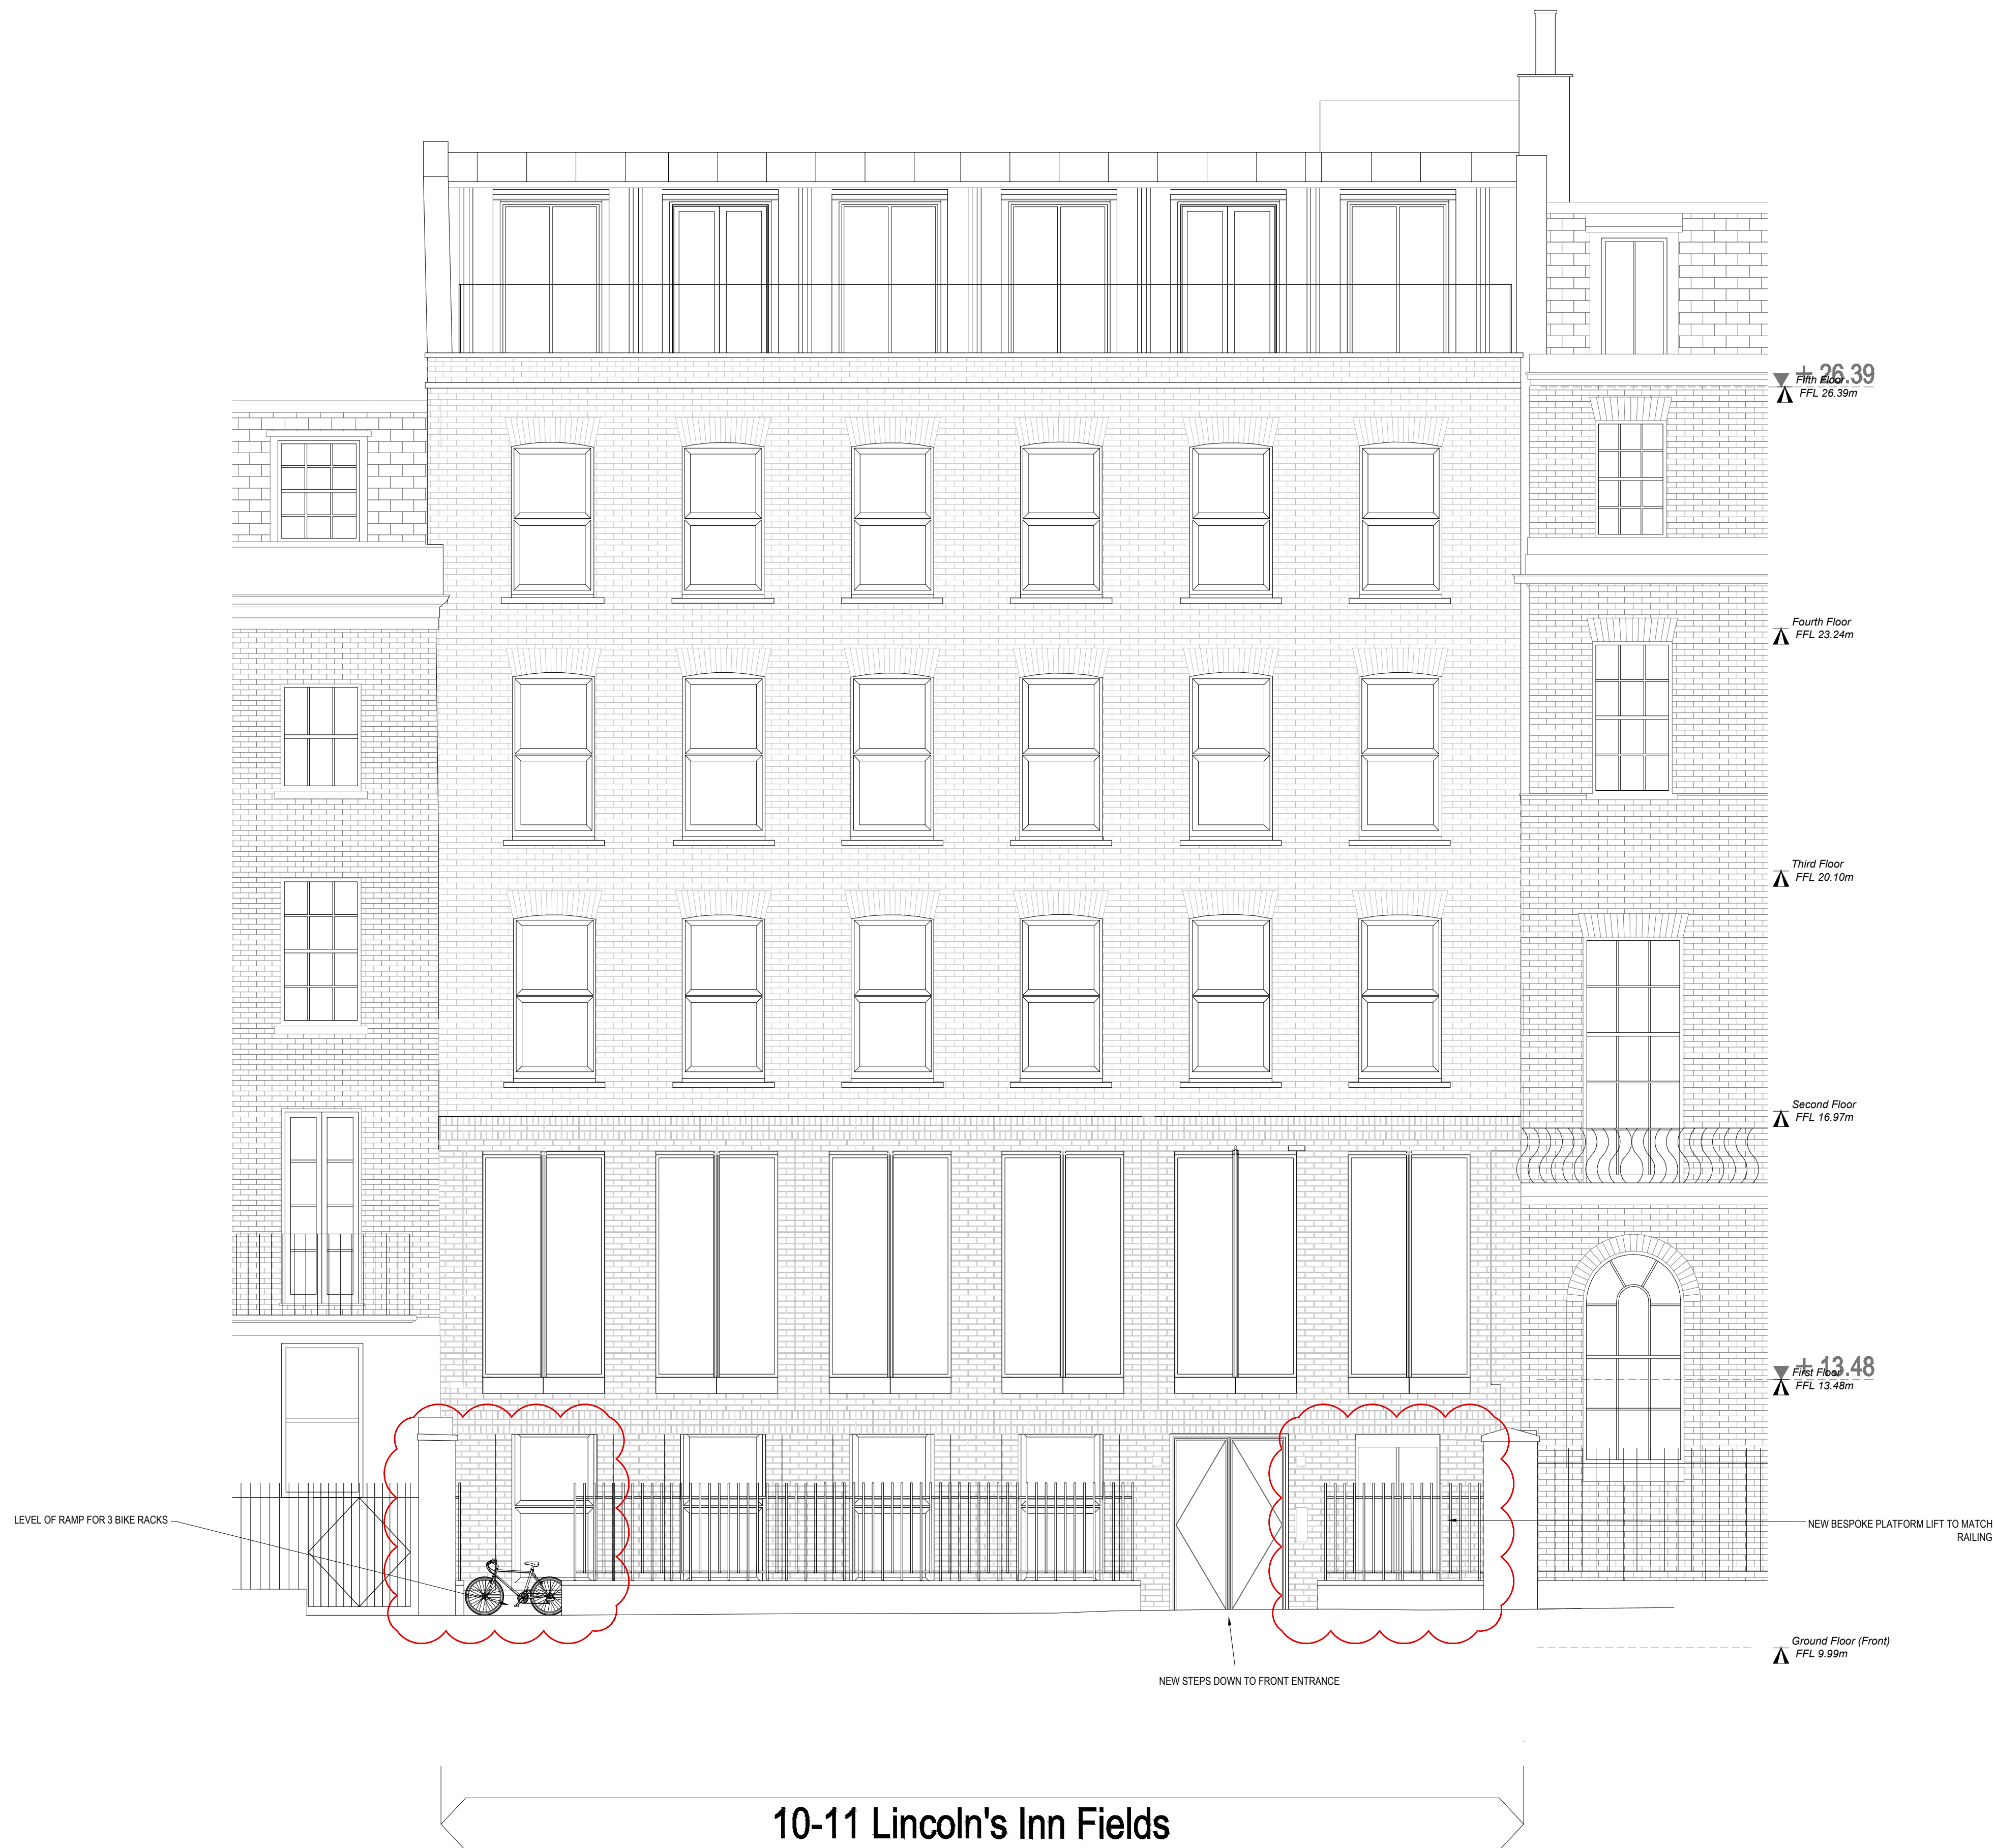 + 26.39
Fifth Floor
FFL 26.39m
Fourth Floor
FFL 23.24m
Third Floor
FFL 20.10m
Second Floor
FFL 16.97m
+ 13.48
First Floor
FFL 13.48m
LEVEL OF RAMP FOR 3 BIKE RACKS
NEW BESPOKE PLATFORM LIFT TO MATCH
RAILING
Ground Floor (Front)
FFL 9.99m
NEW STEPS DOWN TO FRONT ENTRANCE
10-11 Lincoln's Inn Fields